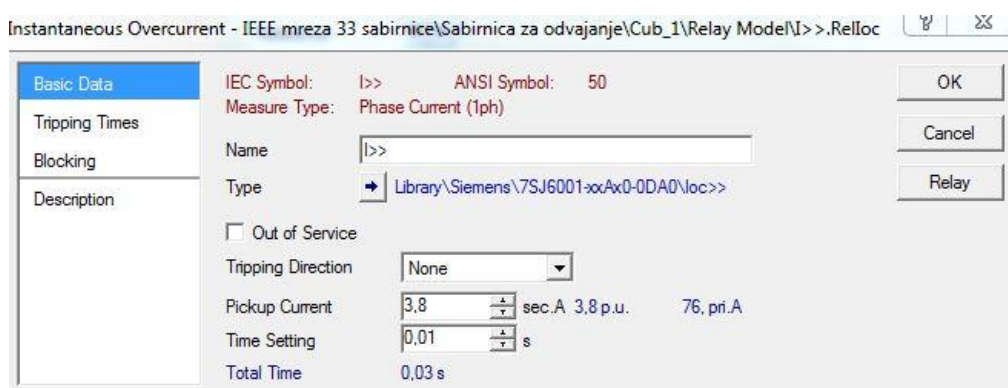 Instantaneous Overcurrent - IEEE mreza 33 sabirnice\Sabirnica za odvajanje\Cub_1\Relay Model\I>>.RelIoc
Basic Data
Tripping Times
Blocking
Description
IEC Symbol: I>> ANSI Symbol: 50
Measure Type: Phase Current (1ph)
Name I>>
Type Library\Siemens\7SJ6001-xxAx0-0DA0\Ioc>>
Out of Service
Tripping Direction None
Pickup Current 3,8 sec.A 3,8 p.u. 76, pri.A
Time Setting 0,01 s
Total Time 0,03 s
OK
Cancel
Relay